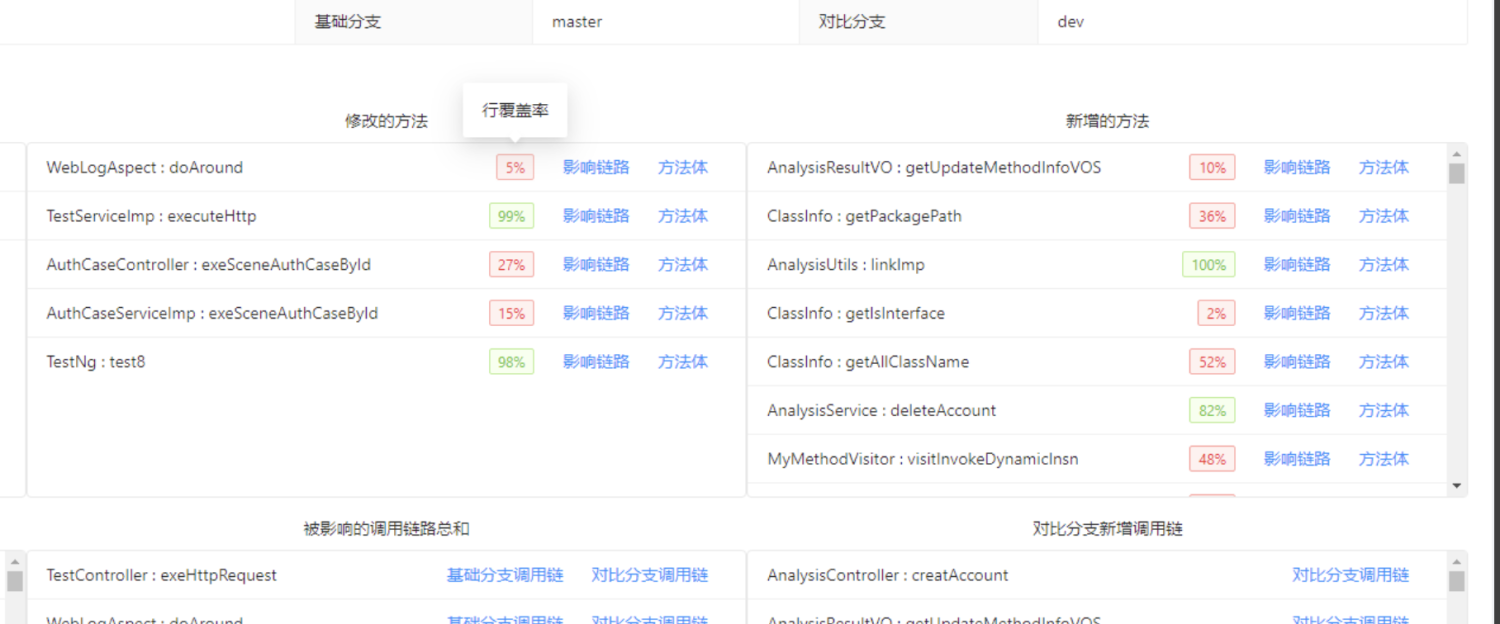 基础分支 master 对比分支 dev
行覆盖率
修改的方法 新增的方法
WebLogAspect : doAround 5% 影响链路 方法体 AnalysisResultVO : getUpdateMethodInfoVOS 10% 影响链路 方法体
TestServiceImp : executeHttp 99% 影响链路 方法体 ClassInfo : getPackagePath 36% 影响链路 方法体
AuthCaseController : exeSceneAuthCaseById 27% 影响链路 方法体 AnalysisUtils : linkImp 100% 影响链路 方法体
AuthCaseServiceImp : exeSceneAuthCaseById 15% 影响链路 方法体 ClassInfo : getIsInterface 2% 影响链路 方法体
TestNg : test8 98% 影响链路 方法体 ClassInfo : getAllClassName 52% 影响链路 方法体
AnalysisService : deleteAccount 82% 影响链路 方法体
MyMethodVisitor : visitInvokeDynamicInsn 48% 影响链路 方法体
被影响的调用链路总和 对比分支新增调用链
TestController : exeHttpRequest 基础分支调用链 对比分支调用链 AnalysisController : creatAccount 对比分支调用链
WebLogAspect : doAround 基础分支调用链 对比分支调用链 AnalysisResultVO : getUpdateMethodInfoVOS 对比分支调用链